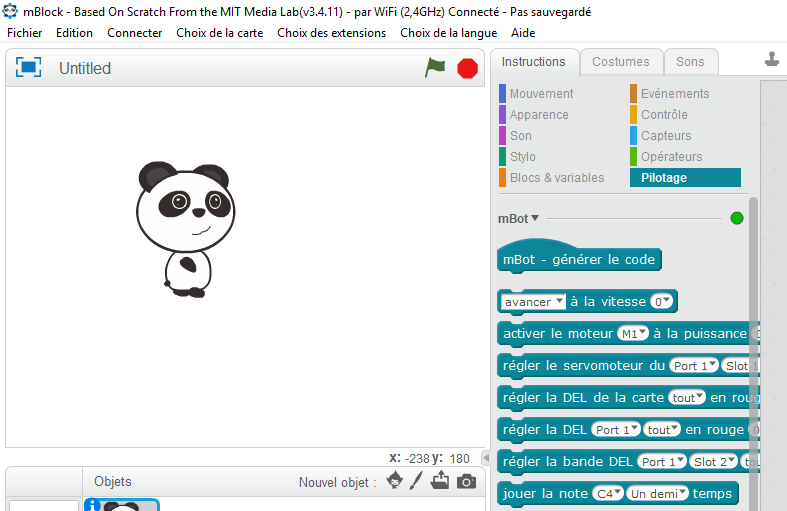 mBlock - Based On Scratch From the MIT Media Lab(v3.4.11) - par WiFi (2,4GHz) Connecté - Pas sauvegardé
Fichier Edition Connecter Choix de la carte Choix des extensions Choix de la langue Aide
Untitled
x: -238 y: 180
Objets Nouvel objet :
Instructions Costumes Sons
Mouvement Evénements
Apparence Contrôle
Son Capteurs
Stylo Opérateurs
Blocs & variables Pilotage
mBot
mBot - générer le code
avancer à la vitesse 0
activer le moteur M1 à la puissance
régler le servomoteur du Port 1 Slot 1
régler la DEL de la carte tout en roug
régler la DEL Port 1 tout en rouge 0
régler la bande DEL Port 1 Slot 2 tou
jouer la note C4 Un demi temps